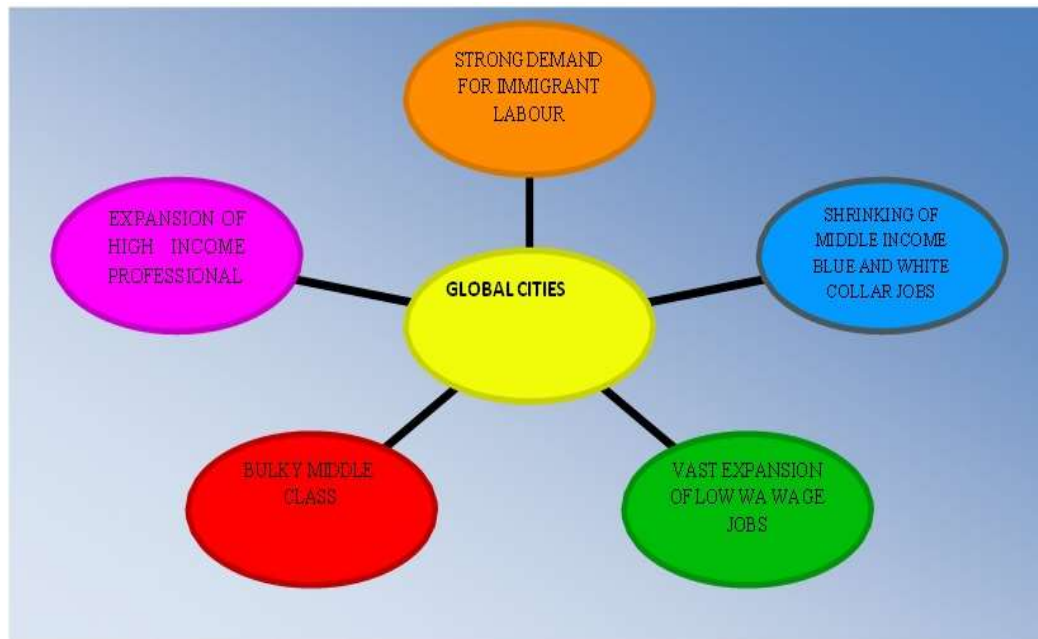 STRONG DEMAND
FOR IMMIGRANT
LABOUR
EXPANSION OF
HIGH INCOME
PROFESSIONAL
SHRINKING OF
MIDDLE INCOME
BLUE AND WHITE
COLLAR JOBS
GLOBAL CITIES
BULKY MIDDLE
CLASS
VAST EXPANSION
OF LOW WA WAGE
JOBS